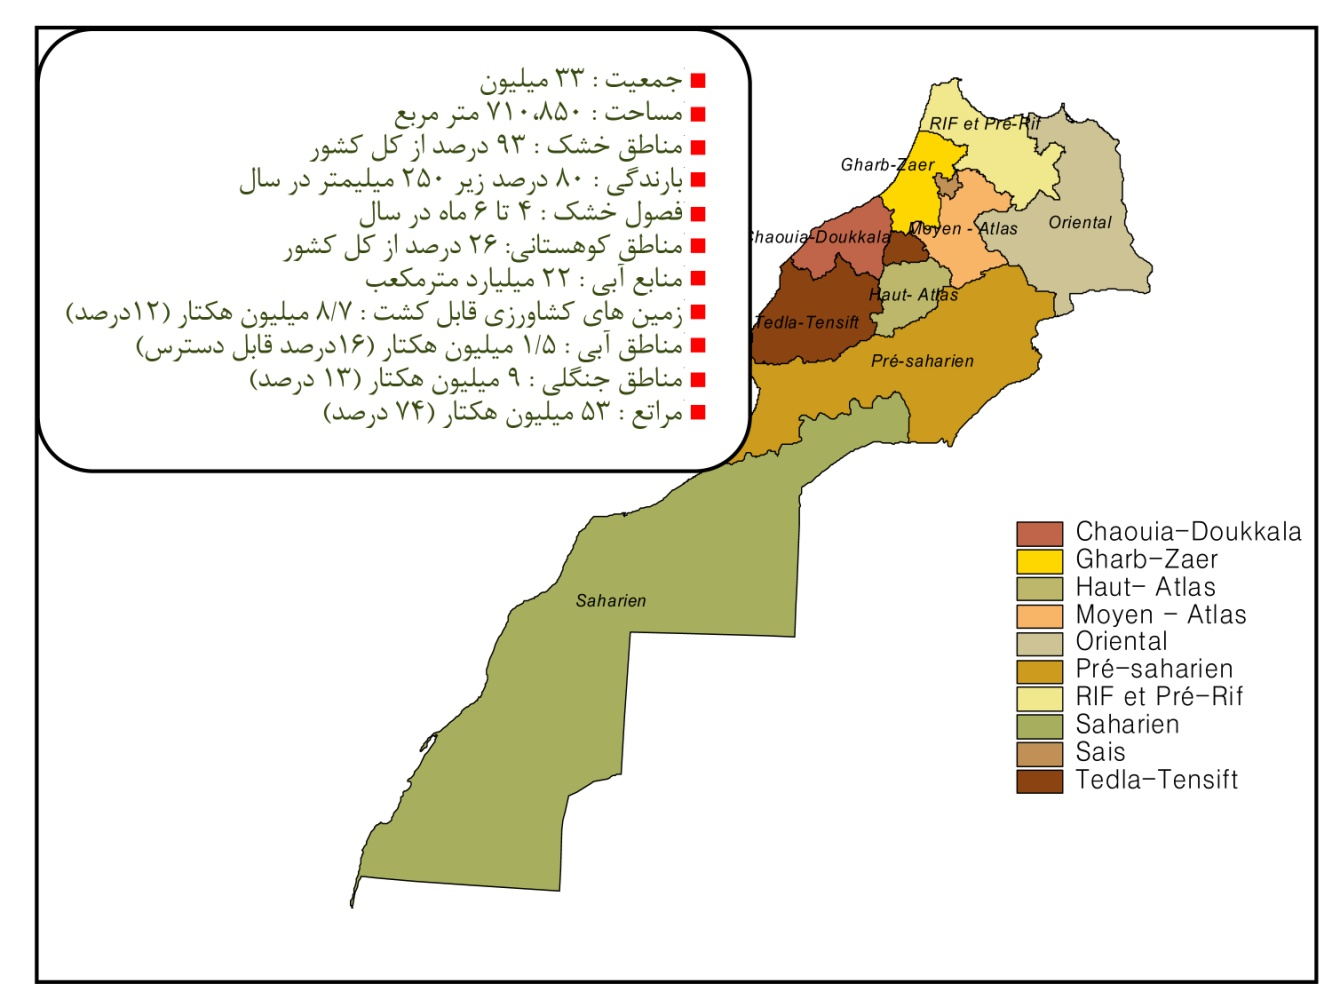 جمعیت : ۳۳ میلیون
مساحت : ۷۱۰،۸۵۰ متر مربع
مناطق خشک : ۹۳ درصد از کل کشور
بارندگی : ۸۰ درصد زیر ۲۵۰ میلیمتر در سال
فصول خشک : ۴ تا ۶ ماه در سال
مناطق کوهستانی: ۲۶ درصد از کل کشور
منابع آبی : ۲۲ میلیارد مترمکعب
زمین های کشاورزی قابل کشت : ۸/۷ میلیون هکتار (۱۲درصد)
مناطق آبی : ۱/۵ میلیون هکتار (۱۶درصد قابل دسترس)
مناطق جنگلی : ۹ میلیون هکتار (۱۳ درصد)
مراتع : ۵۳ میلیون هکتار (۷۴ درصد)
RIF et Pré-Rif
Gharb-Zaer
Oriental
Moyen - Atlas
haouia-Doukkala
Haut- Atlas
Tedla-Tensift
Pré-saharien
Saharien
Chaouia-Doukkala
Gharb-Zaer
Haut- Atlas
Moyen - Atlas
Oriental
Pré-saharien
RIF et Pré-Rif
Saharien
Sais
Tedla-Tensift